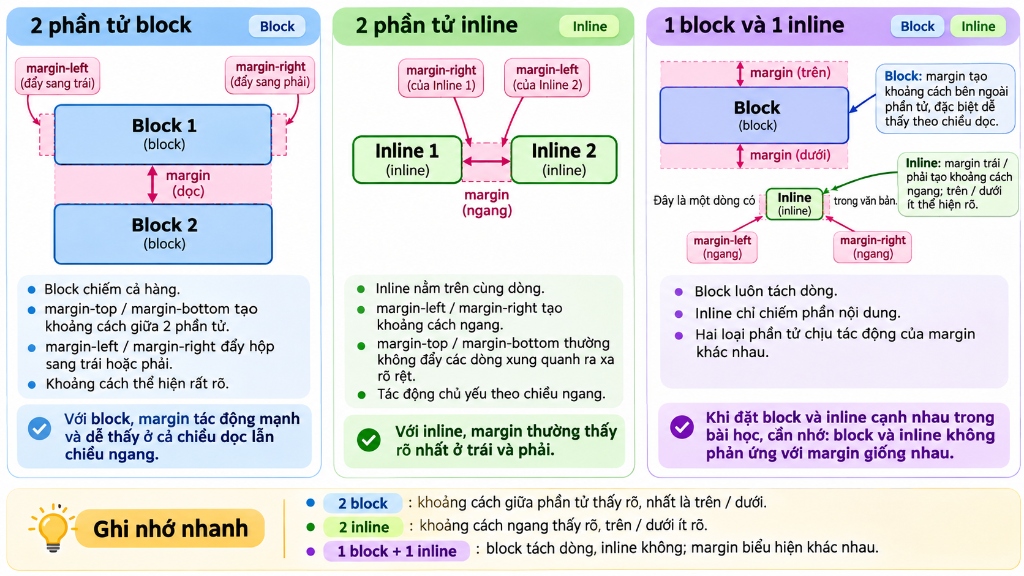 2 phần tử block
Block
margin-left
(đẩy sang trái)
margin-right
(đẩy sang phải)
Block 1
(block)
margin
(dọc)
Block 2
(block)
Block chiếm cả hàng.
margin-top / margin-bottom tạo
khoảng cách giữa 2 phần tử.
margin-left / margin-right đẩy hộp
sang trái hoặc phải.
Khoảng cách thể hiện rất rõ.
Với block, margin tác động mạnh
và dễ thấy ở cả chiều dọc lẫn
chiều ngang.
2 phần tử inline
Inline
margin-right
(của Inline 1)
margin-left
(của Inline 2)
Inline 1
(inline)
Inline 2
(inline)
margin
(ngang)
Inline nằm trên cùng dòng.
margin-left / margin-right tạo
khoảng cách ngang.
margin-top / margin-bottom thường
không đẩy các dòng xung quanh ra xa
rõ rệt.
Tác động chủ yếu theo chiều ngang.
Với inline, margin thường thấy
rõ nhất ở trái và phải.
1 block và 1 inline
Block
Inline
margin (trên)
Block
(block)
margin (dưới)
Block: margin tạo
khoảng cách bên ngoài
phần tử, đặc biệt dễ
thấy theo chiều dọc.
Inline: margin trái /
phải tạo khoảng cách
ngang; trên / dưới
ít thể hiện rõ.
Đây là một dòng có
Inline
(inline)
trong văn bản.
margin-left
(ngang)
margin-right
(ngang)
Block luôn tách dòng.
Inline chỉ chiếm phần nội dung.
Hai loại phần tử chịu tác động của margin
khác nhau.
Khi đặt block và inline cạnh nhau trong
bài học, cần nhớ: block và inline không
phản ứng với margin giống nhau.
Ghi nhớ nhanh
2 block : khoảng cách giữa phần tử thấy rõ, nhất là trên / dưới.
2 inline : khoảng cách ngang thấy rõ, trên / dưới ít rõ.
1 block + 1 inline : block tách dòng, inline không; margin biểu hiện khác nhau.